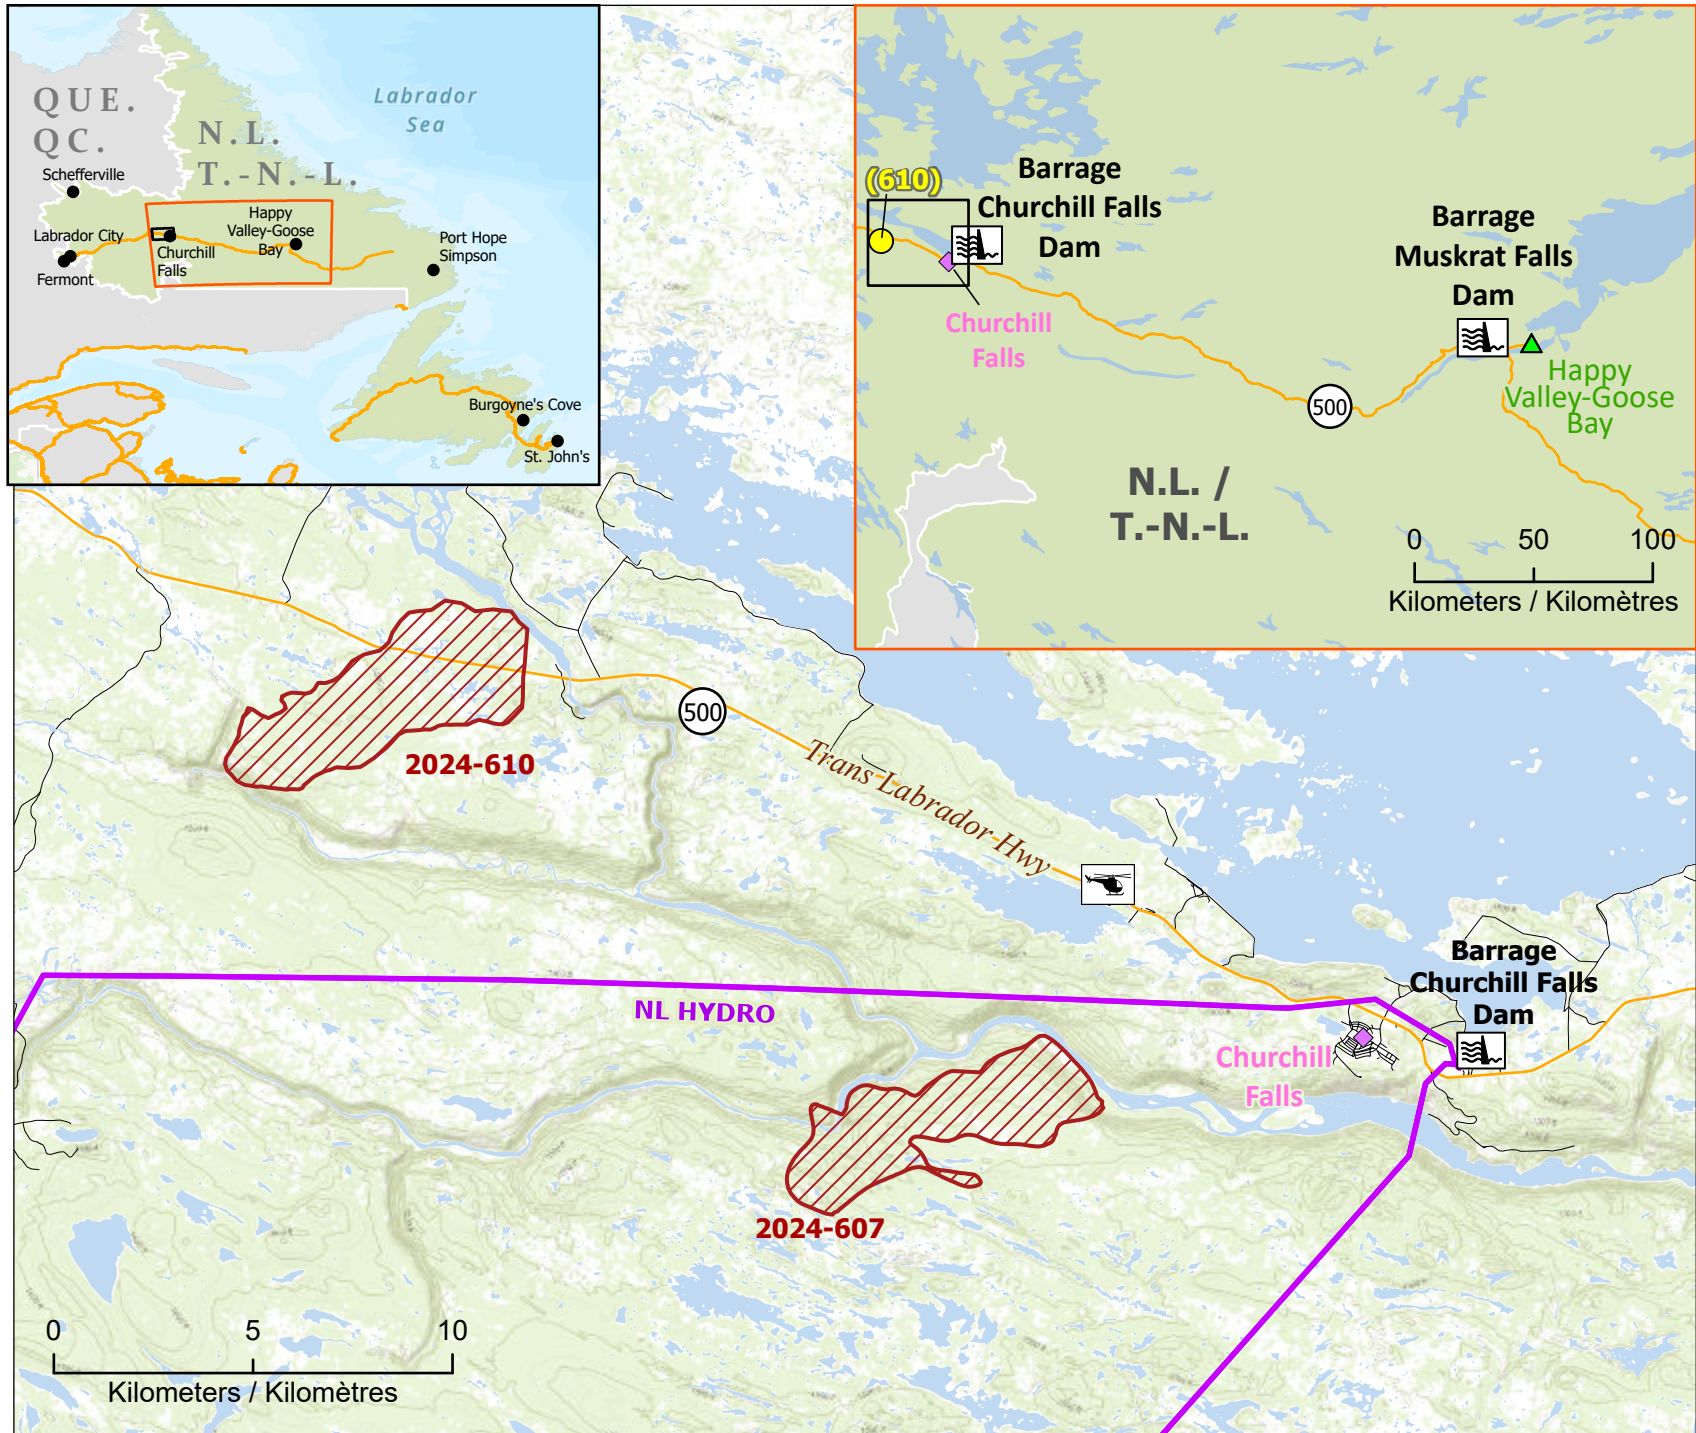 QUE.
QC.
N.L.
T.-N.-L.
Labrador
Sea
Schefferville
Labrador City
Fermont
Happy
Valley-Goose
Bay
Churchill
Falls
Port Hope
Simpson
Burgoyne's Cove
St. John's
(610)
Barrage
Churchill Falls
Dam
Churchill
Falls
Barrage
Muskrat Falls
Dam
Happy
Valley-Goose
Bay
500
N.L. /
T.-N.-L.
0 50 100
Kilometers / Kilomètres
2024-610
500
Trans Labrador Hwy
NL HYDRO
Barrage
Churchill Falls
Dam
Churchill
Falls
2024-607
0 5 10
Kilometers / Kilomètres